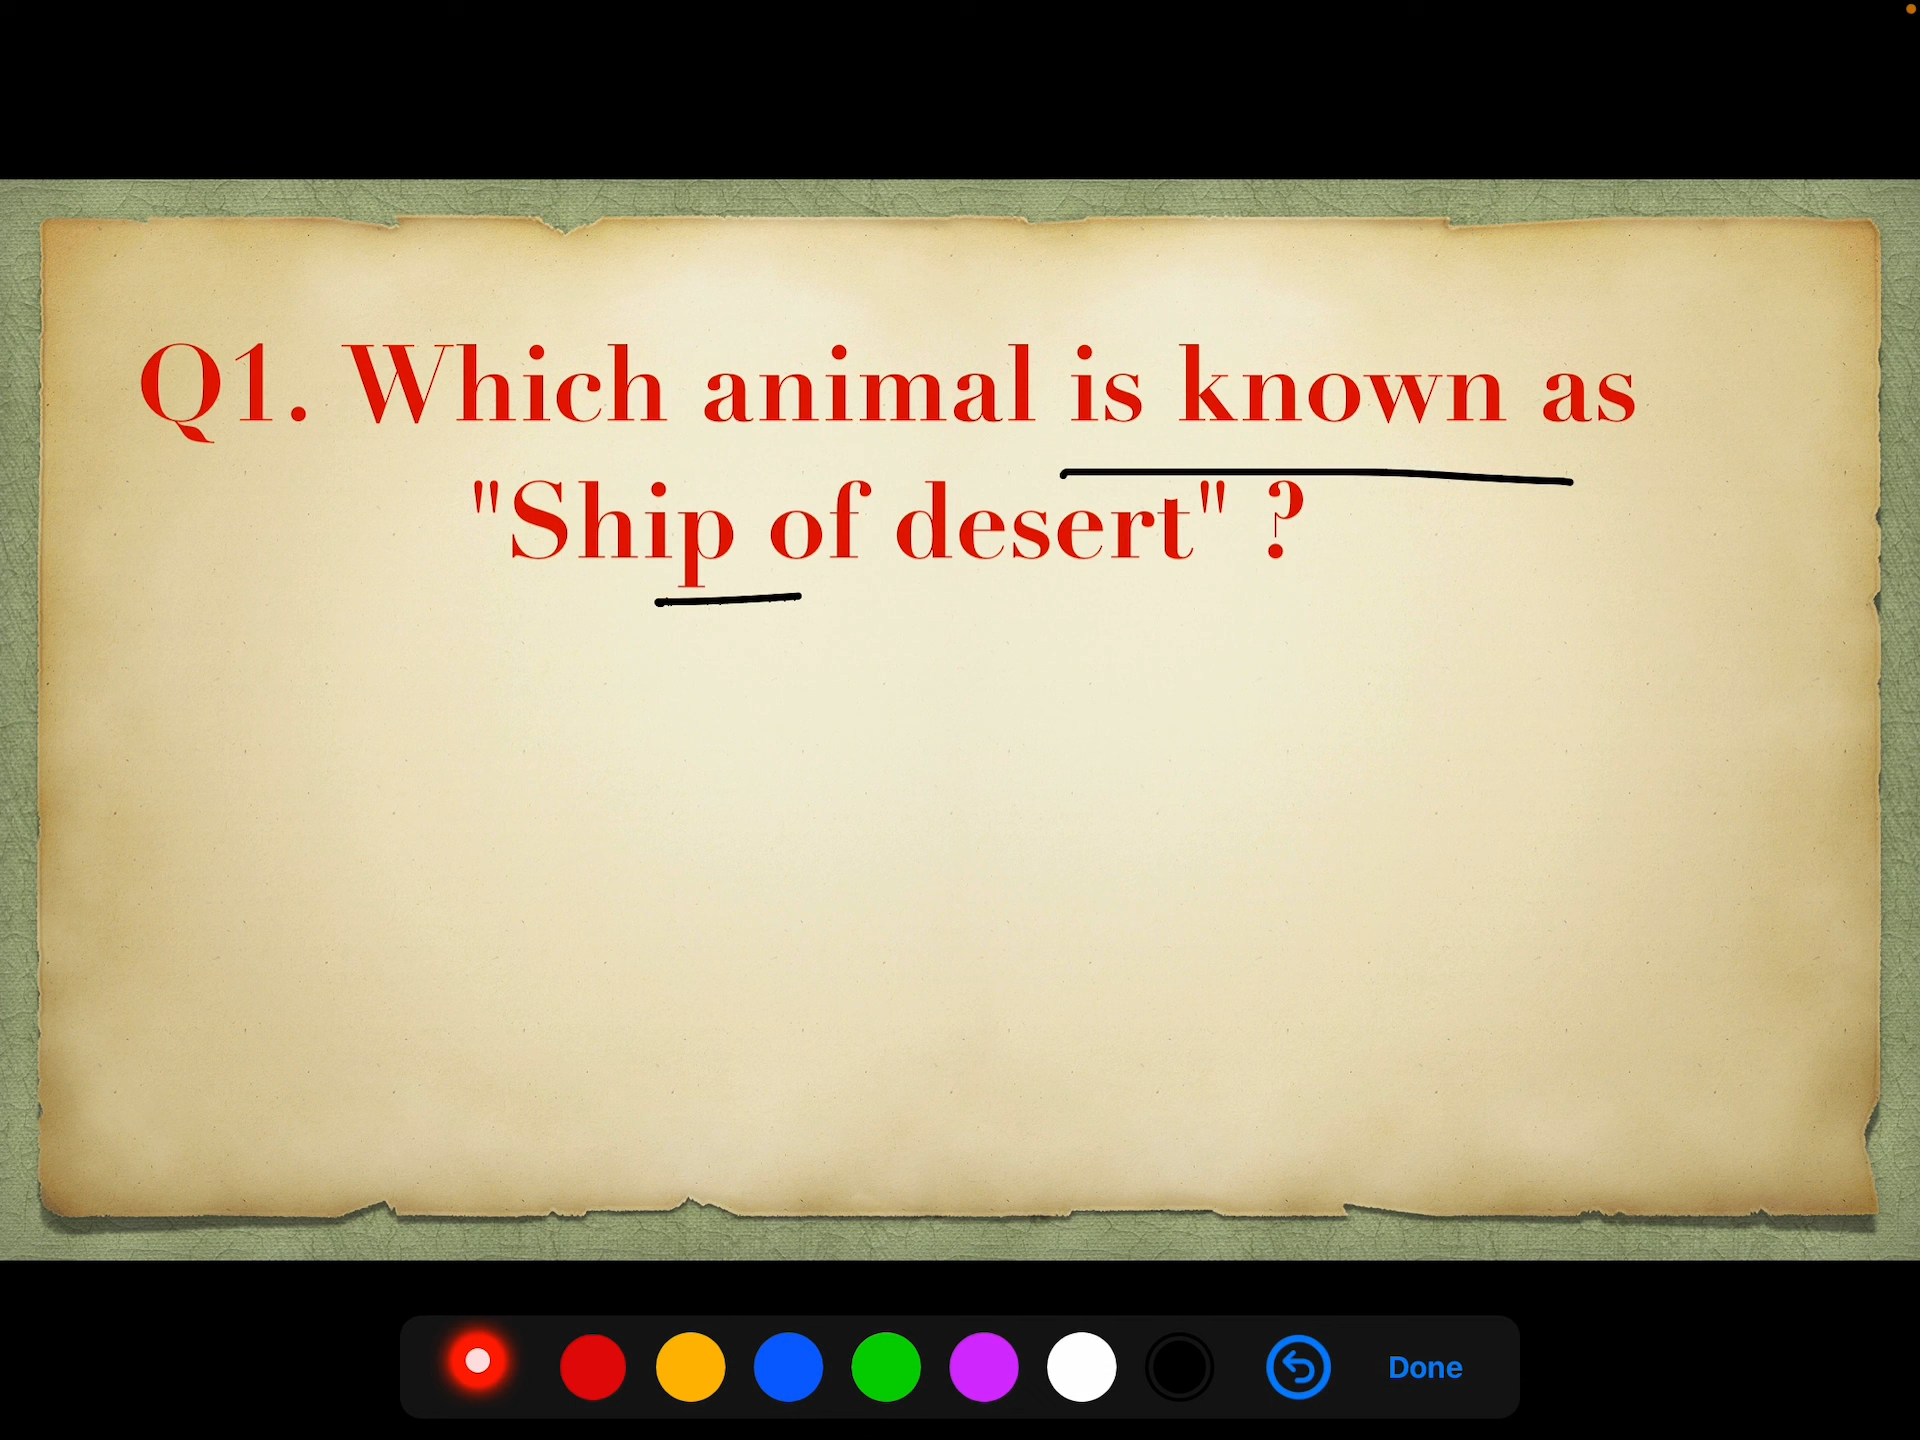 Q1. Which animal is known as
"Ship of desert" ?
Done